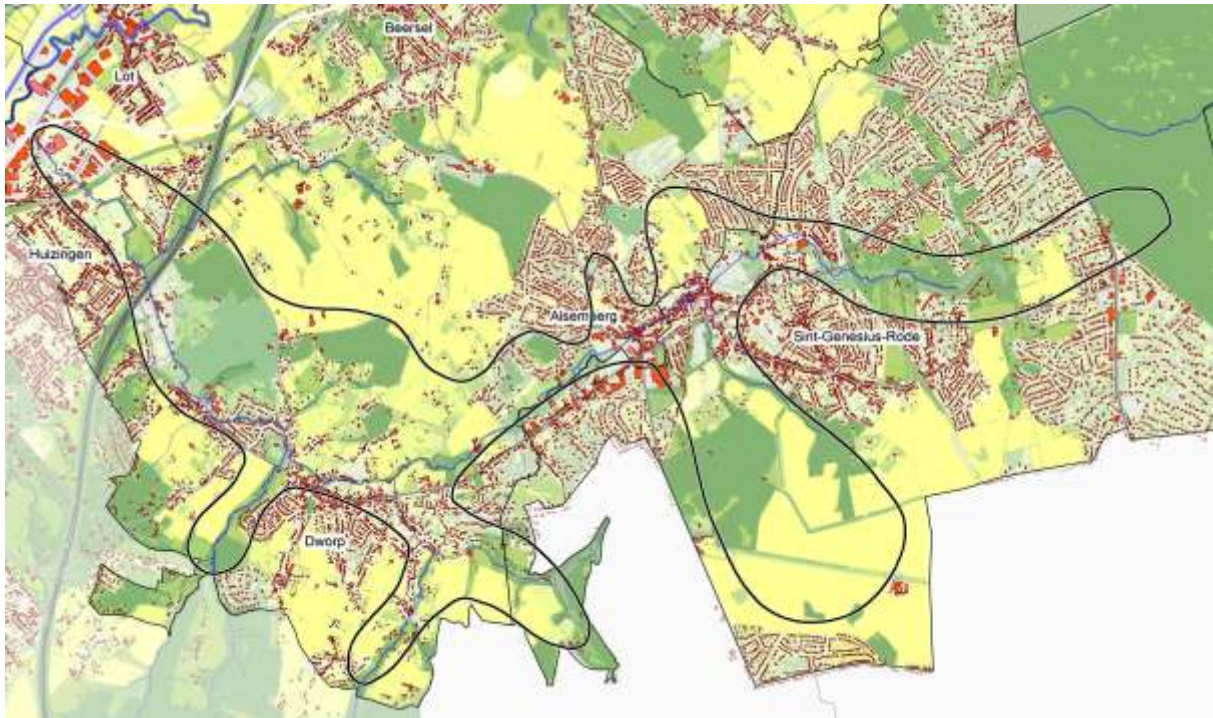 Beersel
Lot
Huizingen
Alsemberg
Sint-Genesius-Rode
Dworp